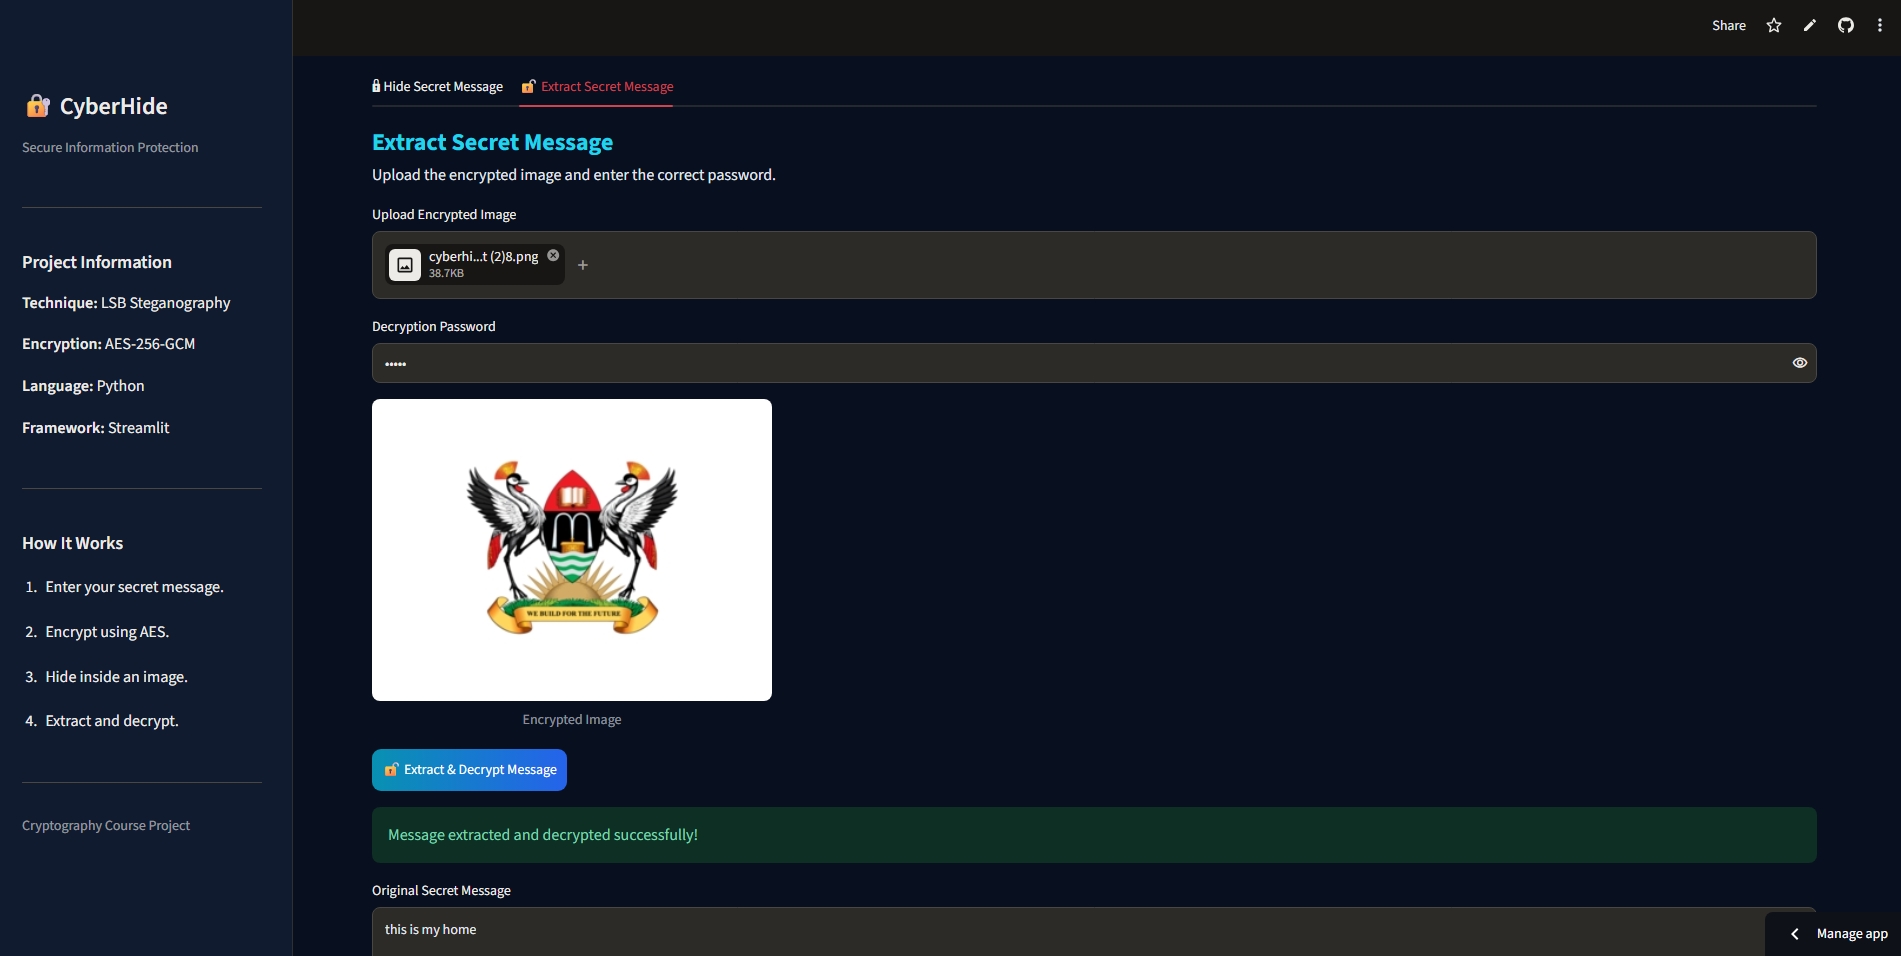 Share
CyberHide
Secure Information Protection
Project Information
Technique: LSB Steganography
Encryption: AES-256-GCM
Language: Python
Framework: Streamlit
How It Works
1. Enter your secret message.
2. Encrypt using AES.
3. Hide inside an image.
4. Extract and decrypt.
Cryptography Course Project
Hide Secret Message
Extract Secret Message
Extract Secret Message
Upload the encrypted image and enter the correct password.
Upload Encrypted Image
cyberhi...t (2)8.png
38.7KB
Decryption Password
WE BUILD FOR THE FUTURE
Encrypted Image
Extract & Decrypt Message
Message extracted and decrypted successfully!
Original Secret Message
this is my home
Manage app